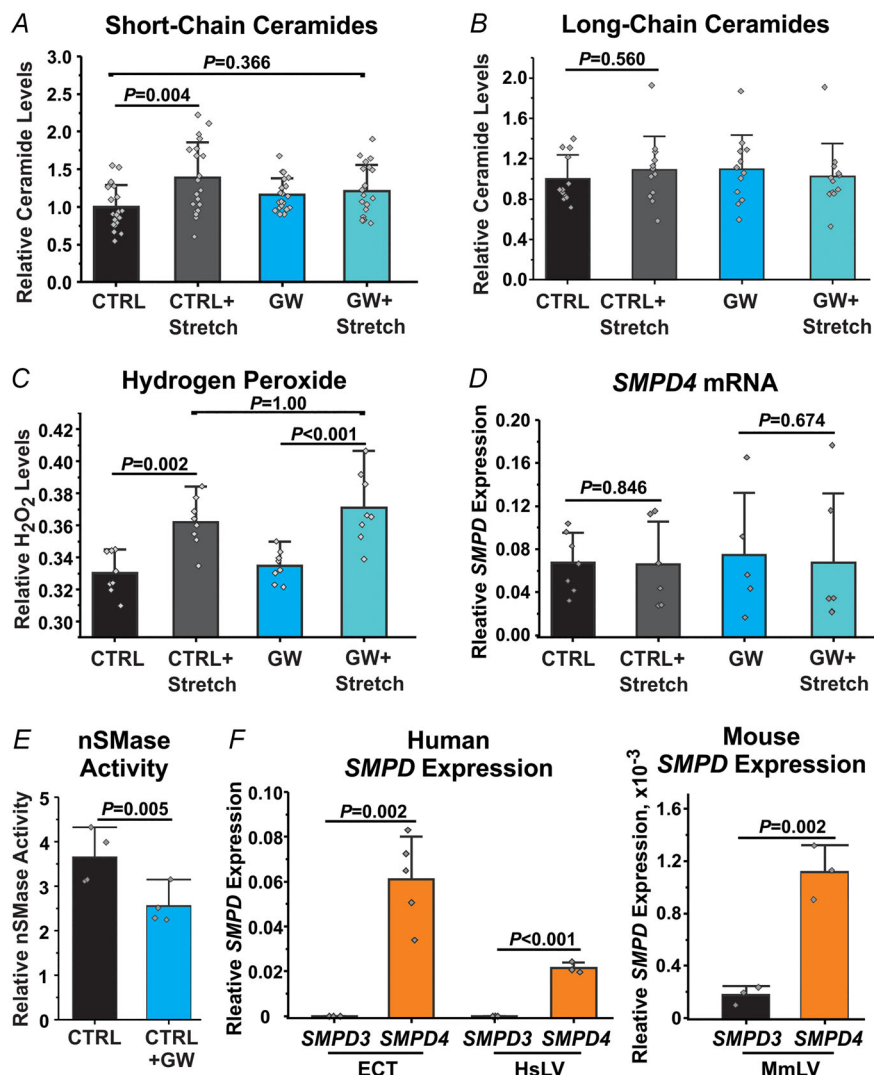 A
Short-Chain Ceramides
Relative Ceramide Levels
3.0
2.5
2.0
1.5
1.0
0.5
0.0
P=0.366
P=0.004
CTRL
CTRL+
Stretch
GW
GW+
Stretch
B
Long-Chain Ceramides
Relative Ceramide Levels
2.0
1.6
1.2
0.8
0.4
0.0
P=0.560
CTRL
CTRL+
Stretch
GW
GW+
Stretch
C
Hydrogen Peroxide
Relative H₂O₂ Levels
0.42
0.40
0.38
0.36
0.34
0.32
0.30
P=1.00
P=0.002
P<0.001
CTRL
CTRL+
Stretch
GW
GW+
Stretch
D
SMPD4 mRNA
Rleative SMPD Expression
0.20
0.16
0.12
0.08
0.04
0.00
P=0.846
P=0.674
CTRL
CTRL+
Stretch
GW
GW+
Stretch
E
nSMase
Activity
Relative nSMase Activity
5
4
3
2
1
0
P=0.005
CTRL
CTRL
+GW
F
Human
SMPD Expression
Rleative SMPD Expression
0.10
0.08
0.06
0.04
0.02
0
P=0.002
P<0.001
SMPD3 SMPD4 SMPD3 SMPD4
ECT HsLV
Mouse
SMPD Expression
Rleative SMPD Expression, x10⁻³
1.6
1.2
0.8
0.4
0
P=0.002
SMPD3 SMPD4
MmLV